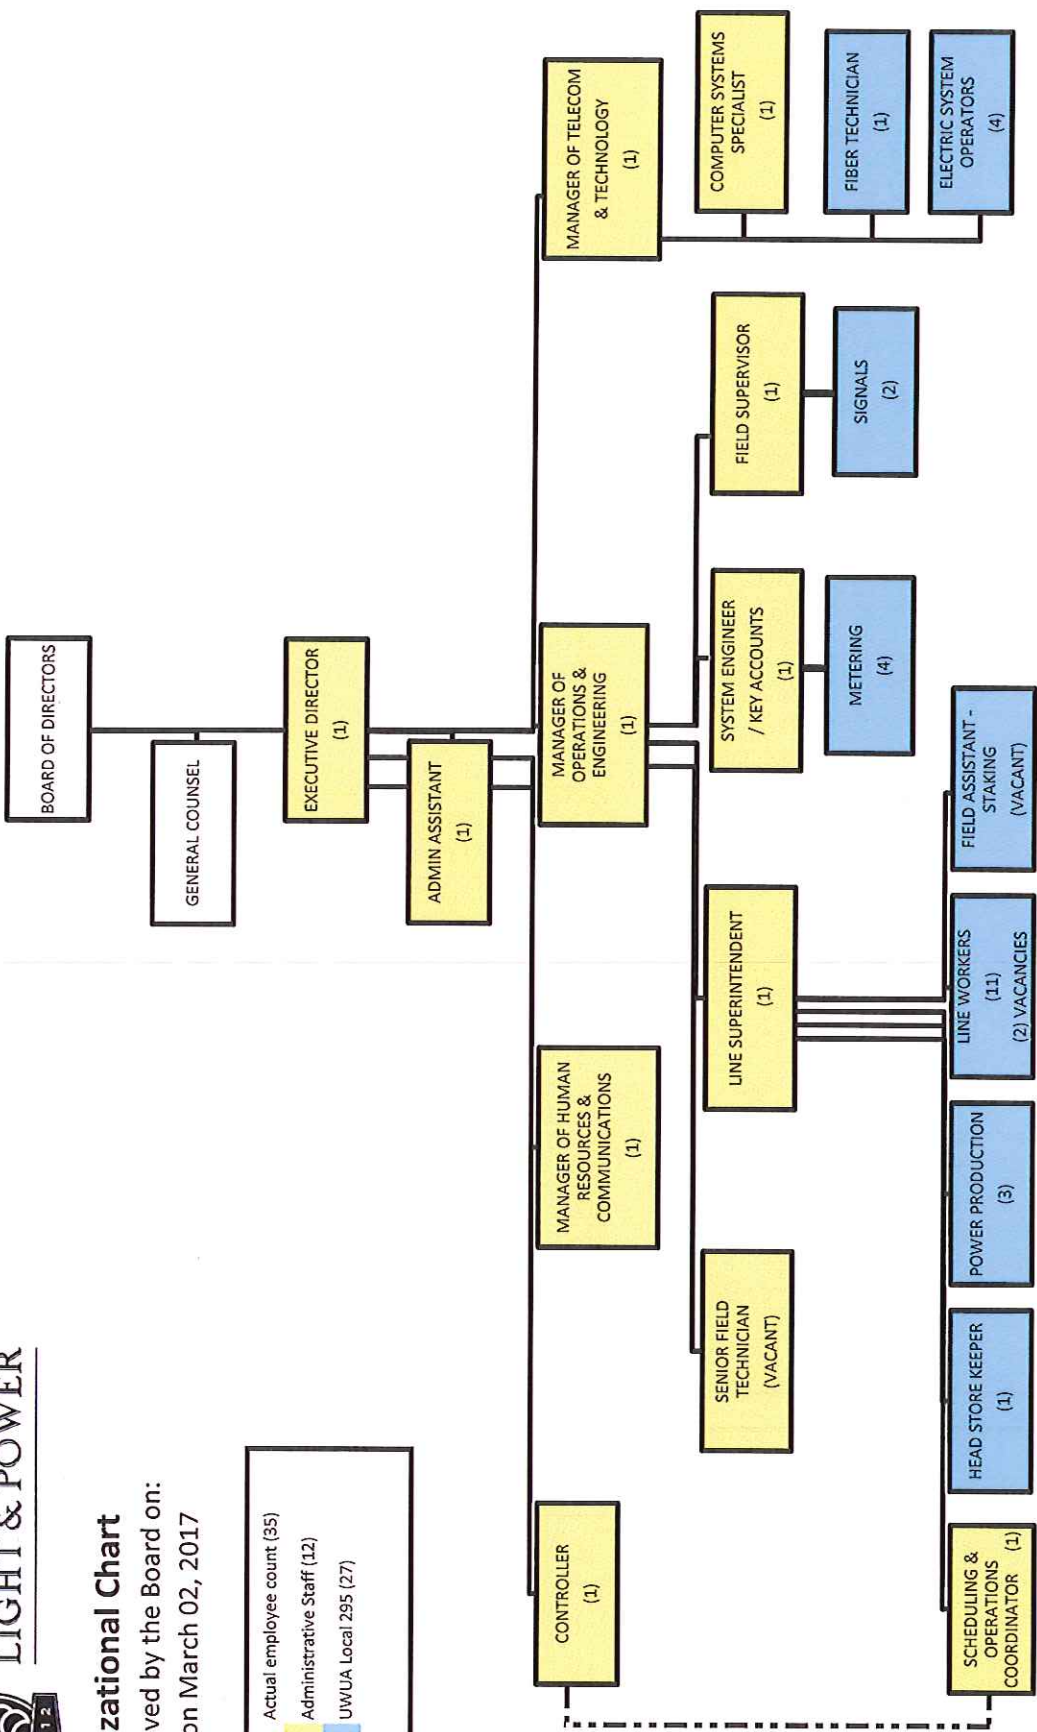 LIGHT & POWER
zational Chart
ved by the Board on:
on March 02, 2017
Actual employee count (35)
Administrative Staff (12)
UWUA Local 295 (27)
BOARD OF DIRECTORS
GENERAL COUNSEL
EXECUTIVE DIRECTOR
(1)
ADMIN ASSISTANT
(1)
CONTROLLER
(1)
MANAGER OF HUMAN
RESOURCES &
COMMUNICATIONS
(1)
MANAGER OF
OPERATIONS &
ENGINEERING
(1)
MANAGER OF TELECOM
& TECHNOLOGY
(1)
SENIOR FIELD
TECHNICIAN
(VACANT)
LINE SUPERINTENDENT
(1)
SYSTEM ENGINEER
/ KEY ACCOUNTS
(1)
FIELD SUPERVISOR
(1)
COMPUTER SYSTEMS
SPECIALIST
(1)
METERING
(4)
SIGNALS
(2)
FIBER TECHNICIAN
(1)
ELECTRIC SYSTEM
OPERATORS
(4)
SCHEDULING &
OPERATIONS
COORDINATOR (1)
HEAD STORE KEEPER
(1)
POWER PRODUCTION
(3)
LINE WORKERS
(11)
(2) VACANCIES
FIELD ASSISTANT -
STAKING
(VACANT)